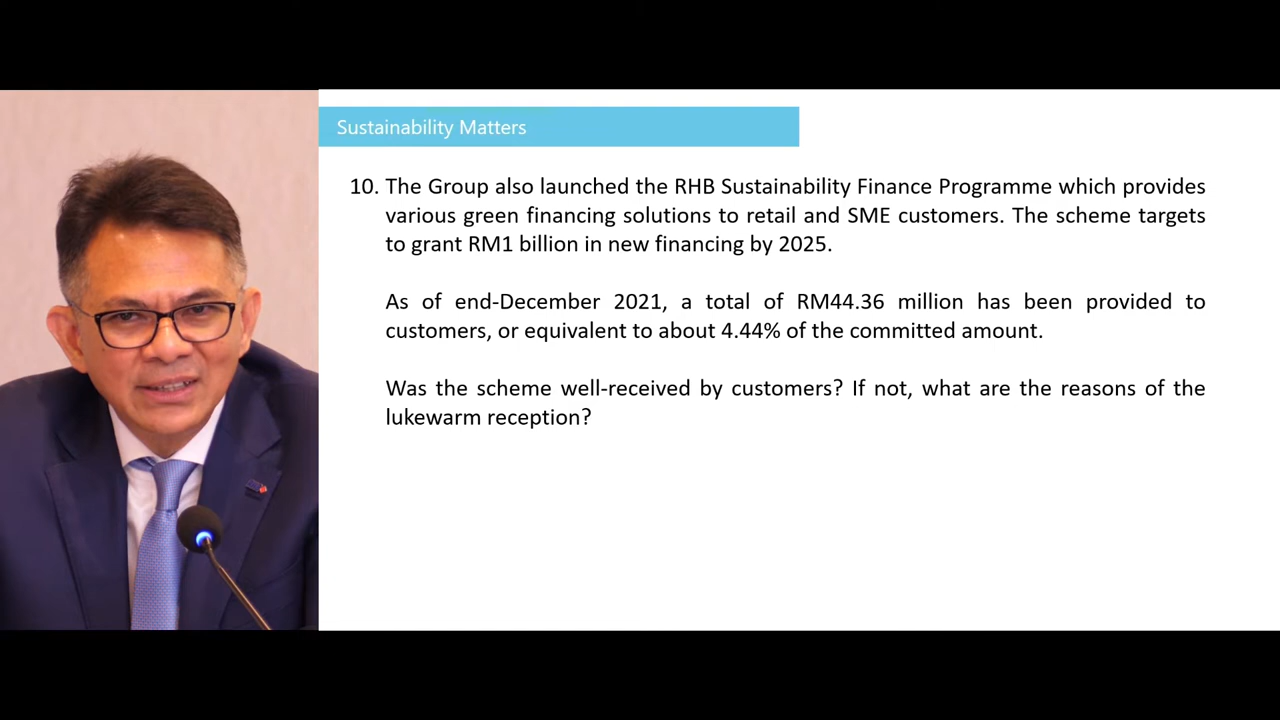 Sustainability Matters
10. The Group also launched the RHB Sustainability Finance Programme which provides
various green financing solutions to retail and SME customers. The scheme targets
to grant RM1 billion in new financing by 2025.
As of end-December 2021, a total of RM44.36 million has been provided to
customers, or equivalent to about 4.44% of the committed amount.
Was the scheme well-received by customers? If not, what are the reasons of the
lukewarm reception?